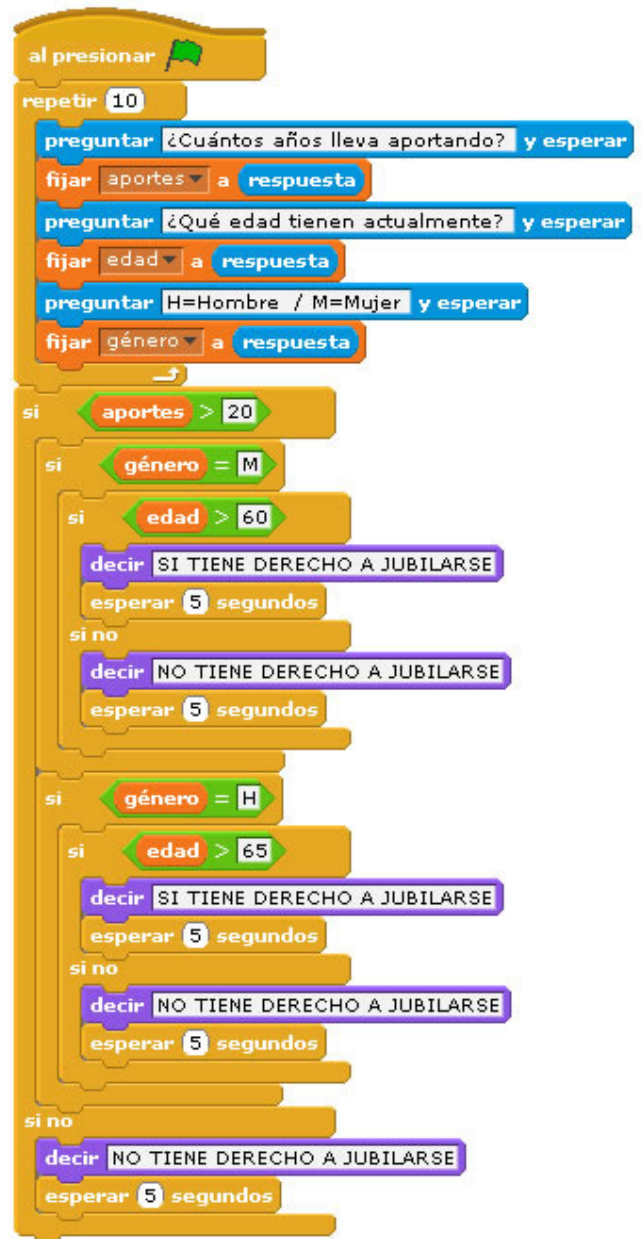 al presionar
repetir 10
preguntar ¿Cuántos años lleva aportando? y esperar
fijar aportes a respuesta
preguntar ¿Qué edad tienen actualmente? y esperar
fijar edad a respuesta
preguntar H=Hombre / M=Mujer y esperar
fijar género a respuesta
si aportes > 20
si género = M
si edad > 60
decir SI TIENE DERECHO A JUBILARSE
esperar 5 segundos
si no
decir NO TIENE DERECHO A JUBILARSE
esperar 5 segundos
si género = H
si edad > 65
decir SI TIENE DERECHO A JUBILARSE
esperar 5 segundos
si no
decir NO TIENE DERECHO A JUBILARSE
esperar 5 segundos
si no
decir NO TIENE DERECHO A JUBILARSE
esperar 5 segundos